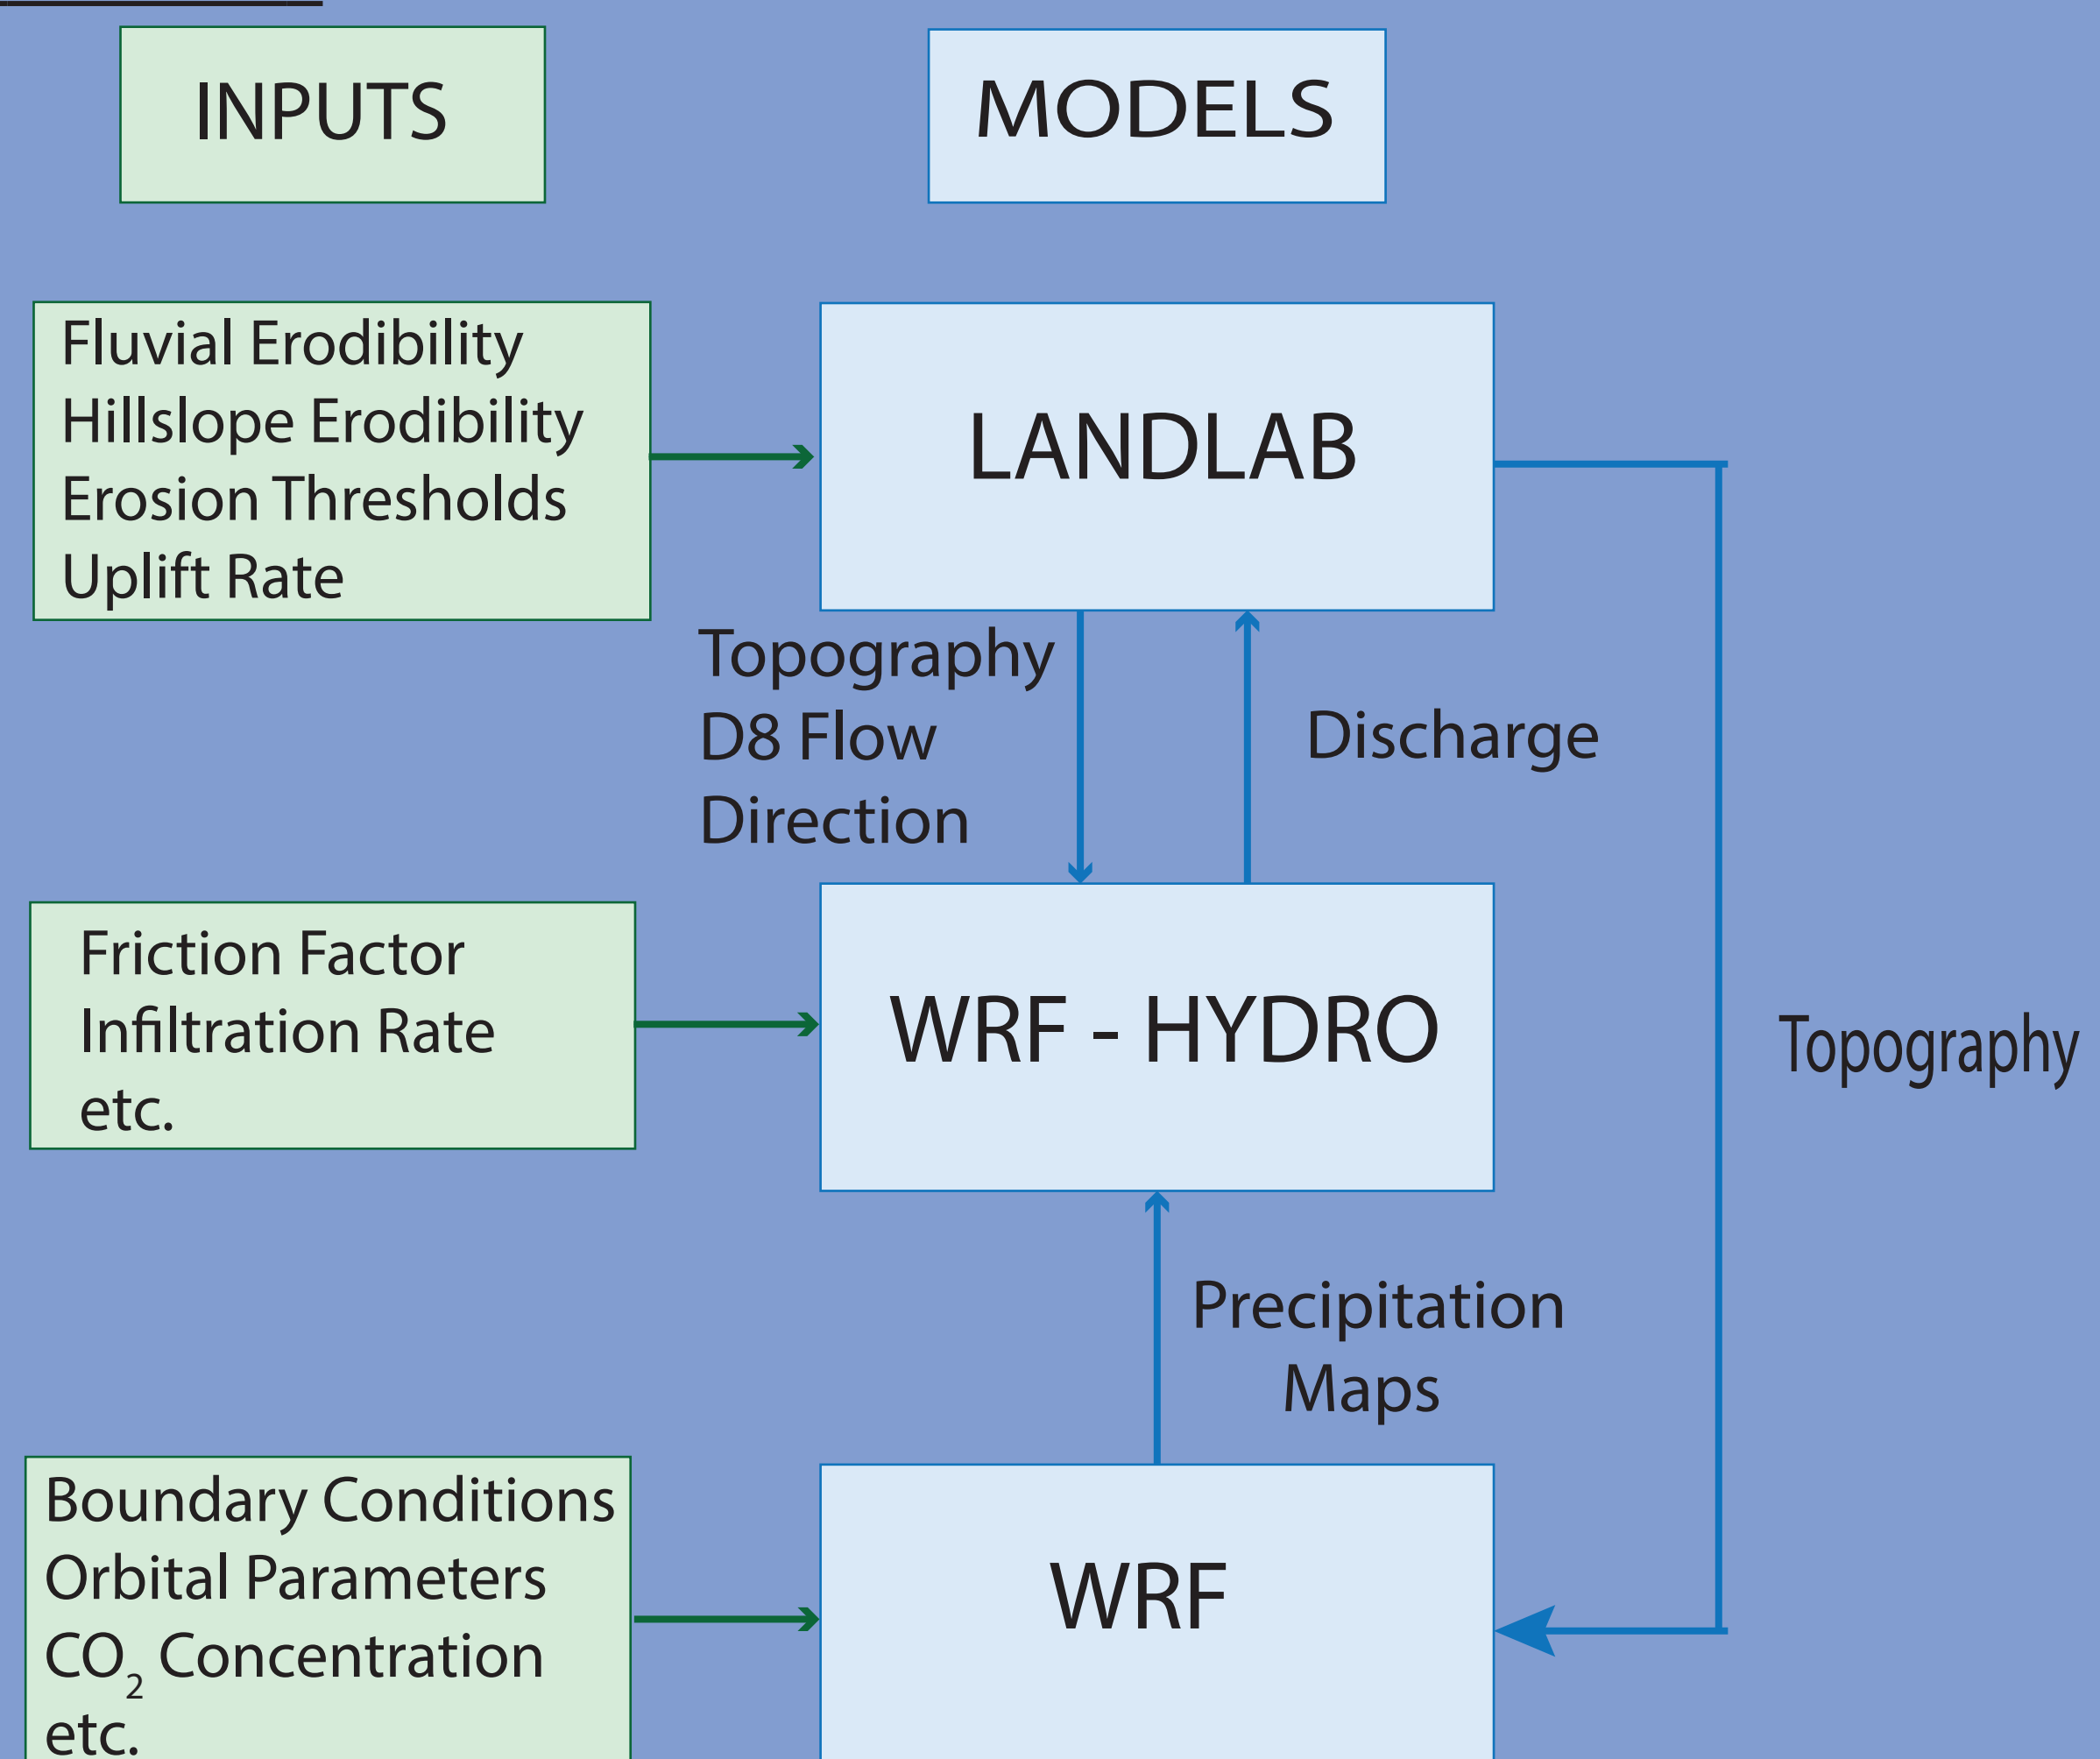 INPUTS
MODELS
Fluvial Erodibility
Hillslope Erodibility
Erosion Thresholds
Uplift Rate
LANDLAB
Topography
D8 Flow
Direction
Discharge
Friction Factor
Infiltration Rate
etc.
WRF - HYDRO
Topography
Precipitation
Maps
Boundary Conditions
Orbital Parameters
CO₂ Concentration
etc.
WRF